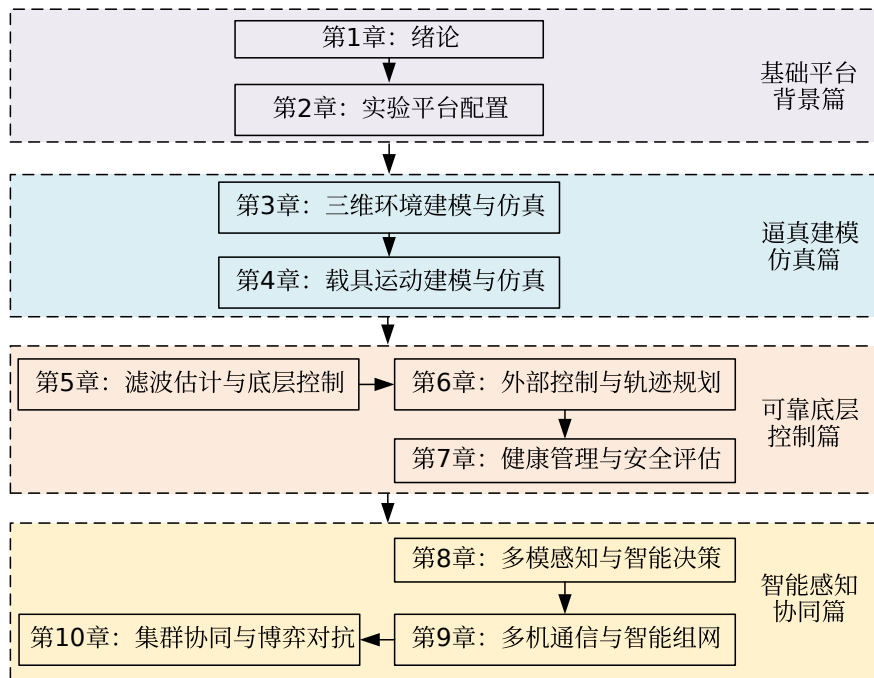 第1章：绪论
第2章：实验平台配置
基础平台
背景篇
第3章：三维环境建模与仿真
第4章：载具运动建模与仿真
逼真建模
仿真篇
第5章：滤波估计与底层控制
第6章：外部控制与轨迹规划
第7章：健康管理与安全评估
可靠底层
控制篇
第8章：多模感知与智能决策
第9章：多机通信与智能组网
第10章：集群协同与博弈对抗
智能感知
协同篇